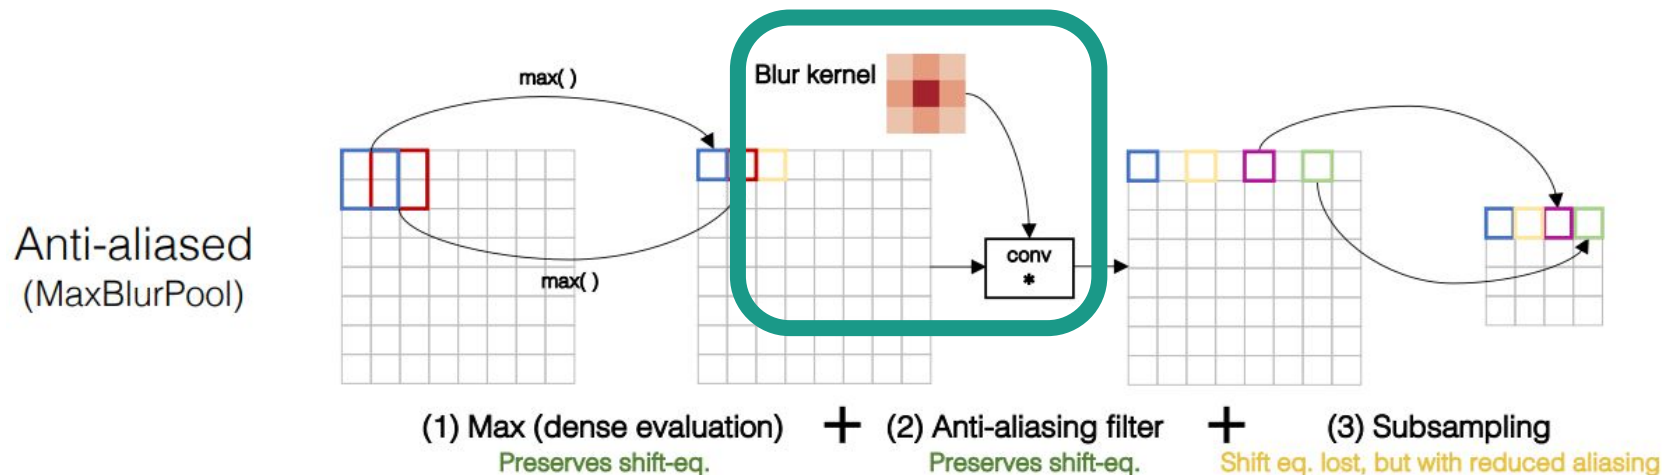 max( )
Blur kernel
Anti-aliased
(MaxBlurPool)
max( )
conv
*
(1) Max (dense evaluation) + (2) Anti-aliasing filter + (3) Subsampling
Preserves shift-eq. Preserves shift-eq. Shift eq. lost, but with reduced aliasing